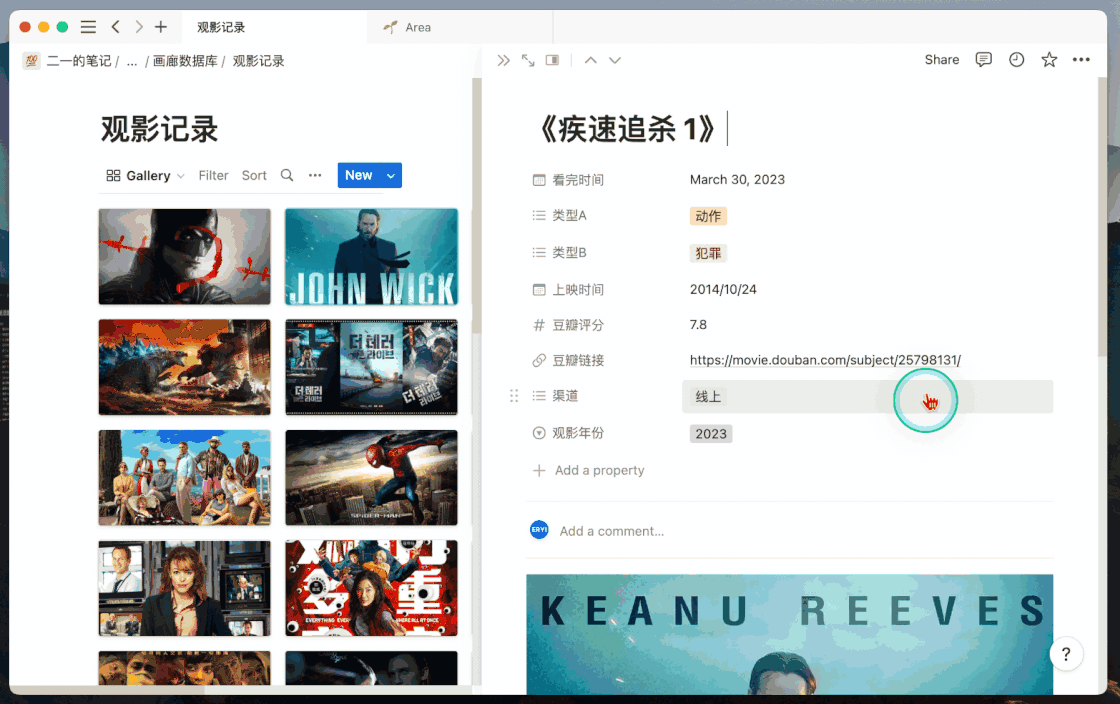 观影记录
Area
二一的笔记 / ... / 画廊数据库 / 观影记录
Share
观影记录
Gallery
Filter
Sort
New
JOHN WICK
더 테러
라이브
더 테러
라이브
SPIDER-MAN
《疾速追杀 1》
看完时间
March 30, 2023
类型A
动作
类型B
犯罪
上映时间
2014/10/24
豆瓣评分
7.8
豆瓣链接
https://movie.douban.com/subject/25798131/
渠道
线上
观影年份
2023
Add a property
ERYI
Add a comment...
KEANU REEVES
?